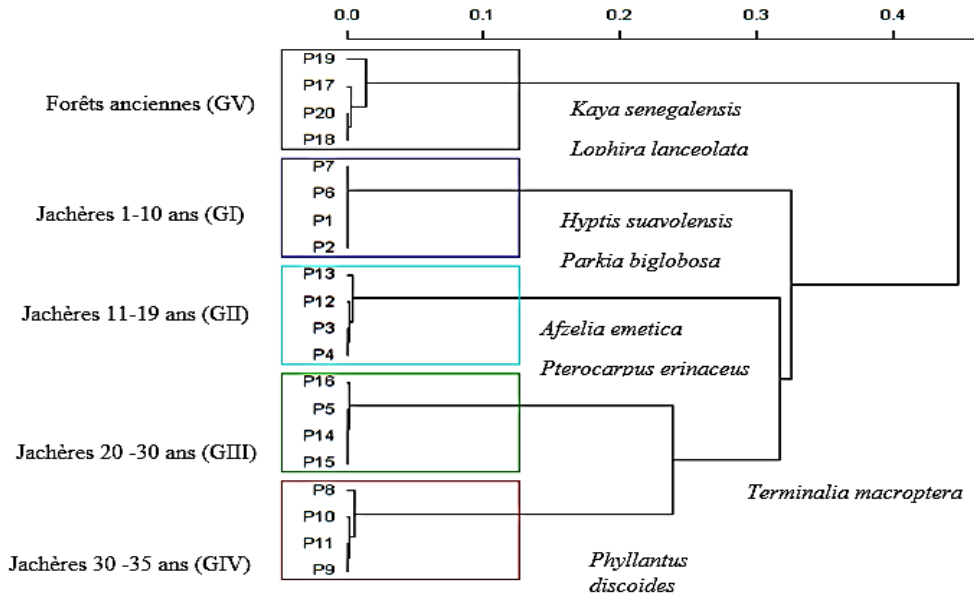 0.0 0.1 0.2 0.3 0.4
P19
P17
Forêts anciennes (GV)
P20
P18
Kaya senegalensis
Lophira lanceolata
P7
P6
Jachères 1-10 ans (GI)
P1
P2
Hyptis suavolensis
Parkia biglobosa
P13
P12
Jachères 11-19 ans (GII)
P3
P4
Afzelia emetica
Pterocarpus erinaceus
P16
P5
P14
Jachères 20 -30 ans (GIII)
P15
P8
Terminalia macroptera
P10
P11
Jachères 30 -35 ans (GIV)
P9
Phyllantus
discoides